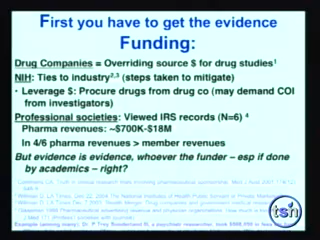 First you have to get the evidence
Funding:
Drug Companies = Overriding source $ for drug studies1
NIH: Ties to industry2,3 (steps taken to mitigate)
• Leverage $: Procure drugs from drug co (may demand COI
from investigators)
Professional societies: Viewed IRS records (N=6) 4
Pharma revenues: ~$700K-$18M
In 4/6 pharma revenues > member revenues
But evidence is evidence, whoever the funder – esp if done
by academics – right?
tsn